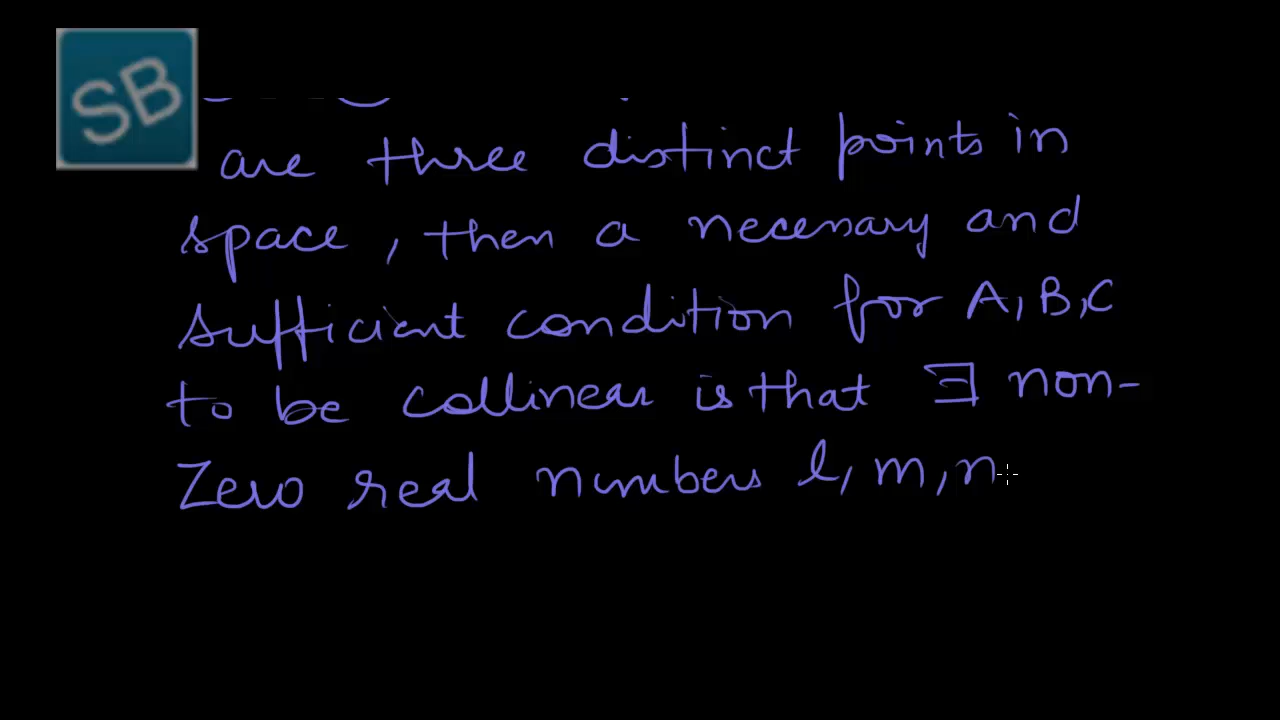 SB
are three distinct points in
space, then a necessary and
sufficient condition for A, B, C
to be collinear is that ∃ non-
Zero real numbers l, m, n